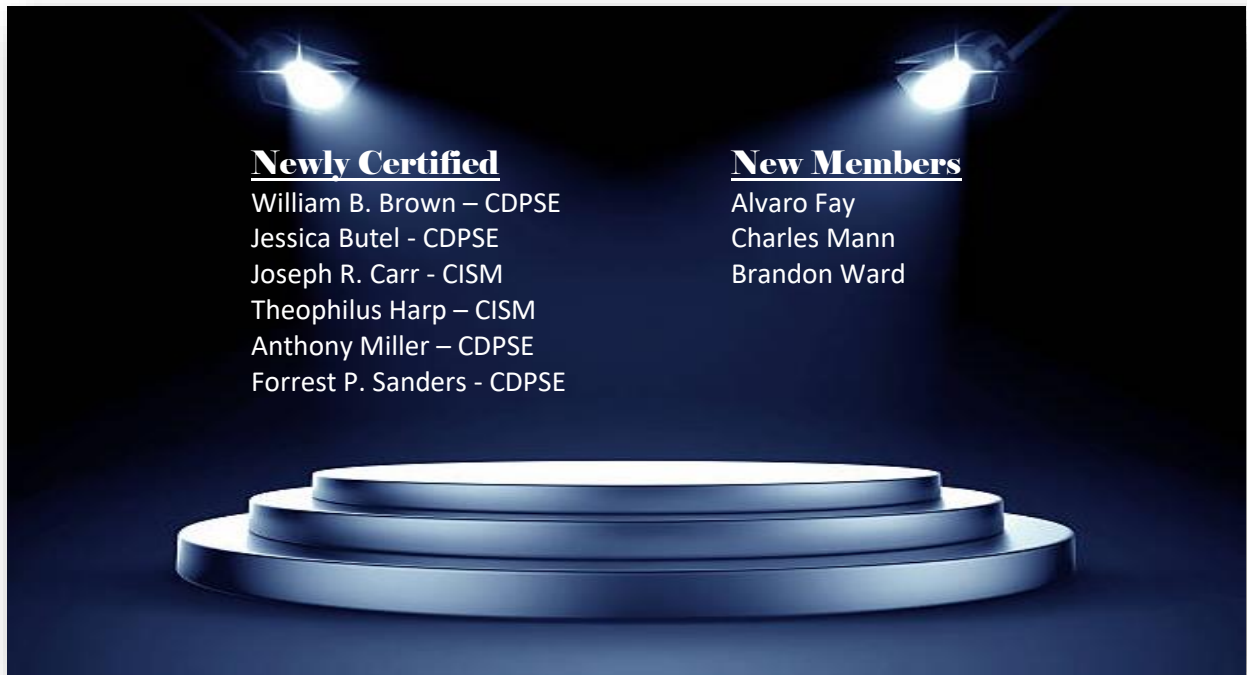 Newly Certified
William B. Brown – CDPSE
Jessica Butel - CDPSE
Joseph R. Carr - CISM
Theophilus Harp – CISM
Anthony Miller – CDPSE
Forrest P. Sanders - CDPSE
New Members
Alvaro Fay
Charles Mann
Brandon Ward